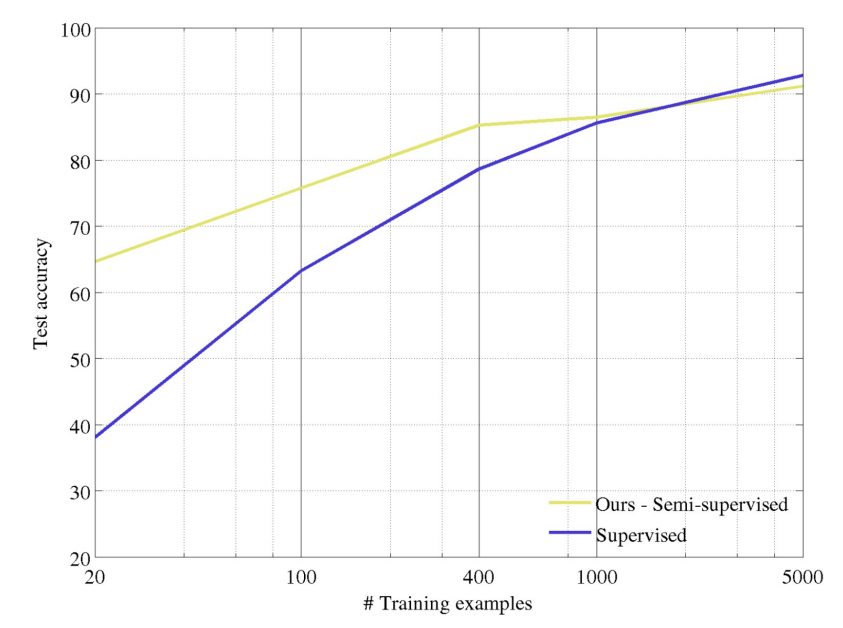 100
90
80
70
60
50
40
30
20
Test accuracy
Ours - Semi-supervised
Supervised
20 100 400 1000 5000
# Training examples